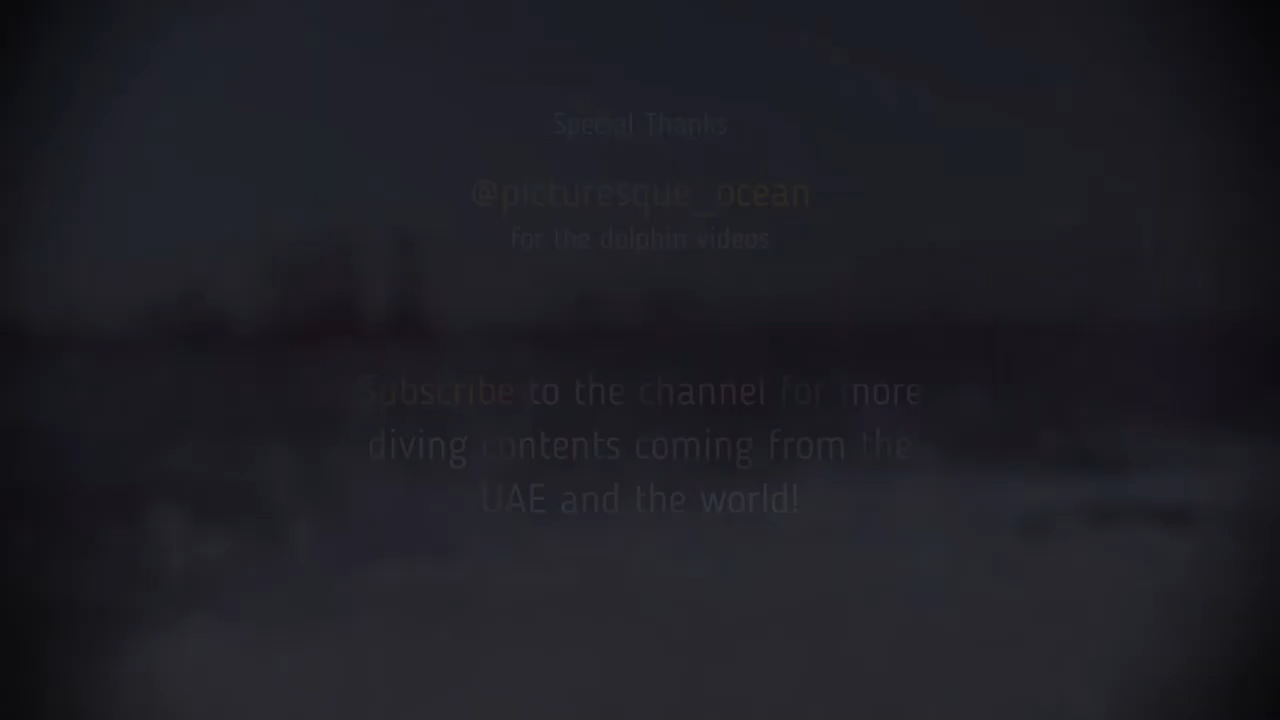 Special Thanks
@picturesque_ocean
for the dolphin videos
Subscribe to the channel for more
diving contents coming from the
UAE and the world!